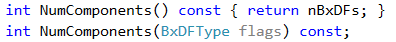 int NumComponents() const { return nBxDFs; }
int NumComponents(BxDFType flags) const;